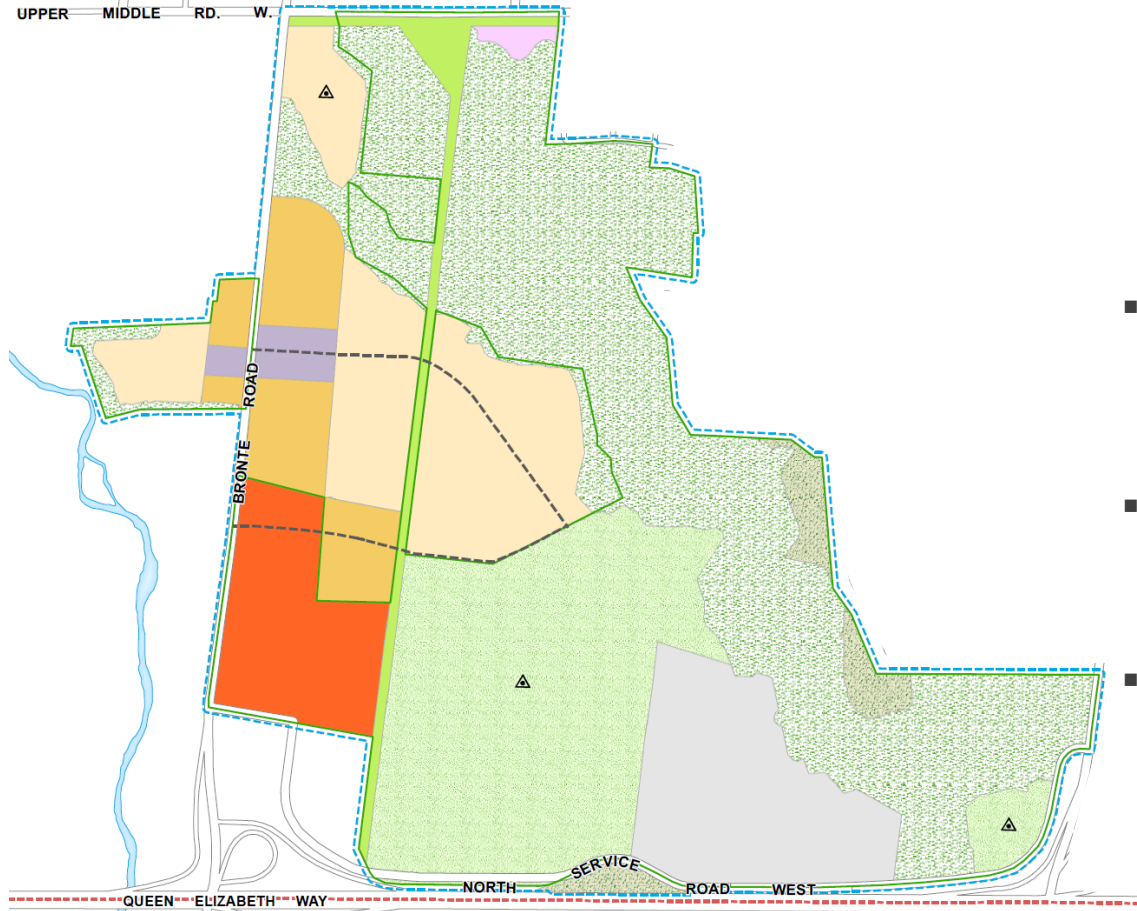 UPPER MIDDLE RD. W.
BRONTE ROAD
NORTH SERVICE ROAD WEST
QUEEN ELIZABETH WAY